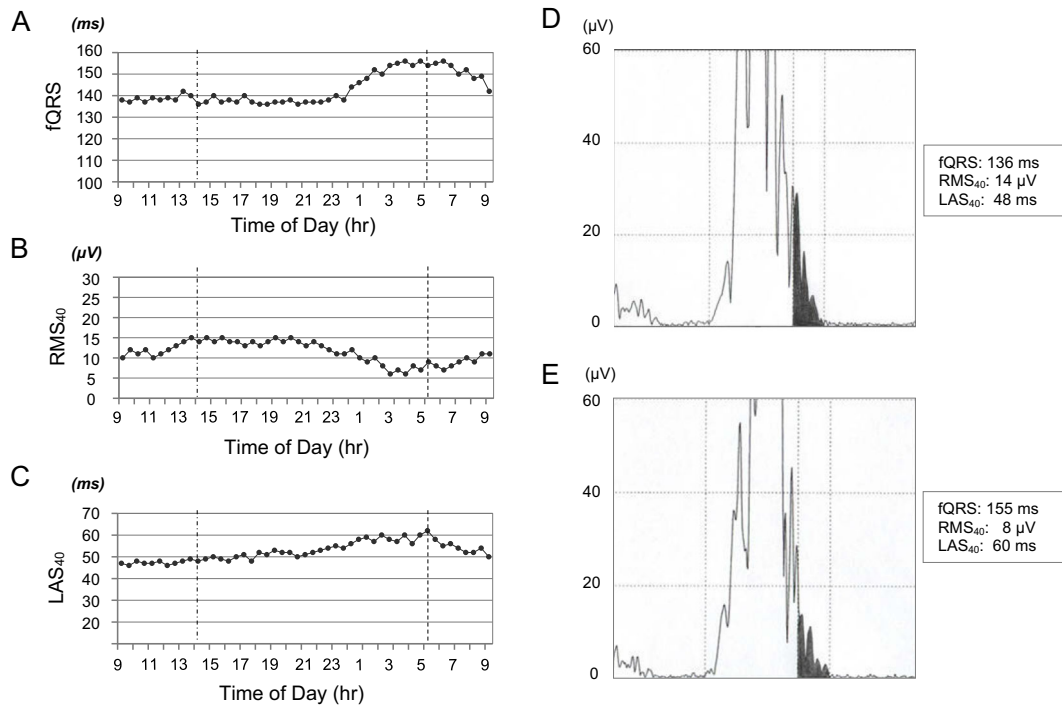 A
(ms)
160
150
140
130
120
110
100
fQRS
9 11 13 15 17 19 21 23 1 3 5 7 9
Time of Day (hr)
B
(μV)
30
25
20
15
10
5
0
RMS40
9 11 13 15 17 19 21 23 1 3 5 7 9
Time of Day (hr)
C
(ms)
70
60
50
40
30
20
LAS40
9 11 13 15 17 19 21 23 1 3 5 7 9
Time of Day (hr)
D
(μV)
60
40
20
0
fQRS: 136 ms
RMS40: 14 μV
LAS40: 48 ms
E
(μV)
60
40
20
0
fQRS: 155 ms
RMS40: 8 μV
LAS40: 60 ms